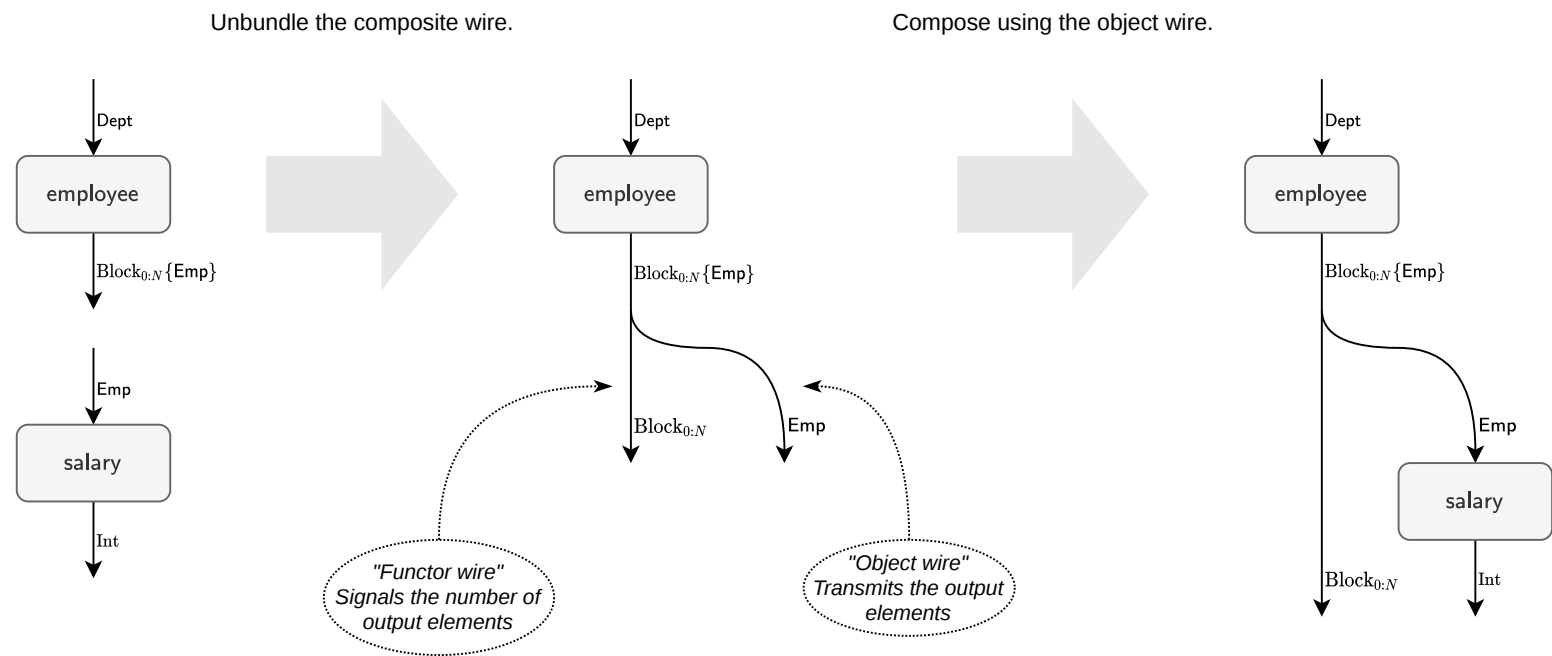 Unbundle the composite wire.
Compose using the object wire.
Dept
employee
Block0:N{Emp}
Emp
salary
Int
Dept
employee
Block0:N{Emp}
Block0:N
Emp
"Functor wire"
Signals the number of
output elements
"Object wire"
Transmits the output
elements
Dept
employee
Block0:N{Emp}
Emp
salary
Block0:N
Int